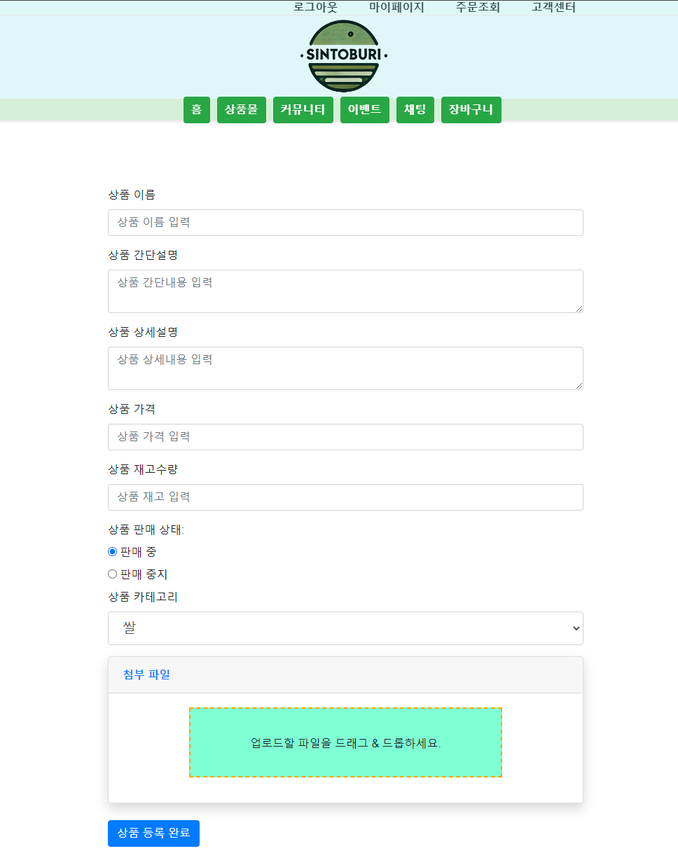 로그아웃 마이페이지 주문조회 고객센터
SINTOBURI
홈 상품몰 커뮤니티 이벤트 채팅 장바구니
상품 이름
상품 이름 입력
상품 간단설명
상품 간단내용 입력
상품 상세설명
상품 상세내용 입력
상품 가격
상품 가격 입력
상품 재고수량
상품 재고 입력
상품 판매 상태:
판매 중
판매 중지
상품 카테고리
쌀
첨부 파일
업로드할 파일을 드래그 & 드롭하세요.
상품 등록 완료